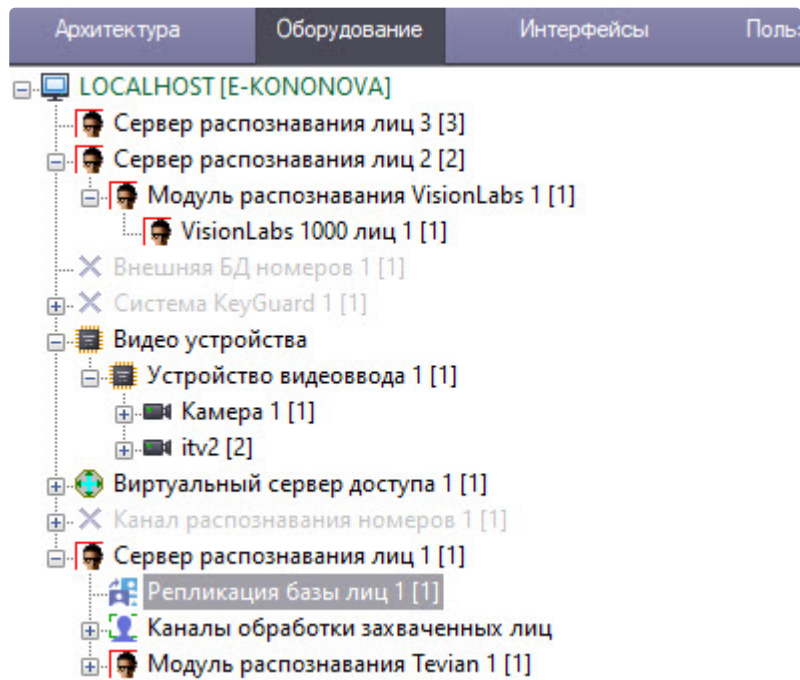 Архитектура Оборудование Интерфейсы Поль
LOCALHOST [E-KONONOVA]
Сервер распознавания лиц 3 [3]
Сервер распознавания лиц 2 [2]
Модуль распознавания VisionLabs 1 [1]
VisionLabs 1000 лиц 1 [1]
Внешняя БД номеров 1 [1]
Система KeyGuard 1 [1]
Видео устройства
Устройство видеоввода 1 [1]
Камера 1 [1]
itv2 [2]
Виртуальный сервер доступа 1 [1]
Канал распознавания номеров 1 [1]
Сервер распознавания лиц 1 [1]
Репликация базы лиц 1 [1]
Каналы обработки захваченных лиц
Модуль распознавания Tevian 1 [1]